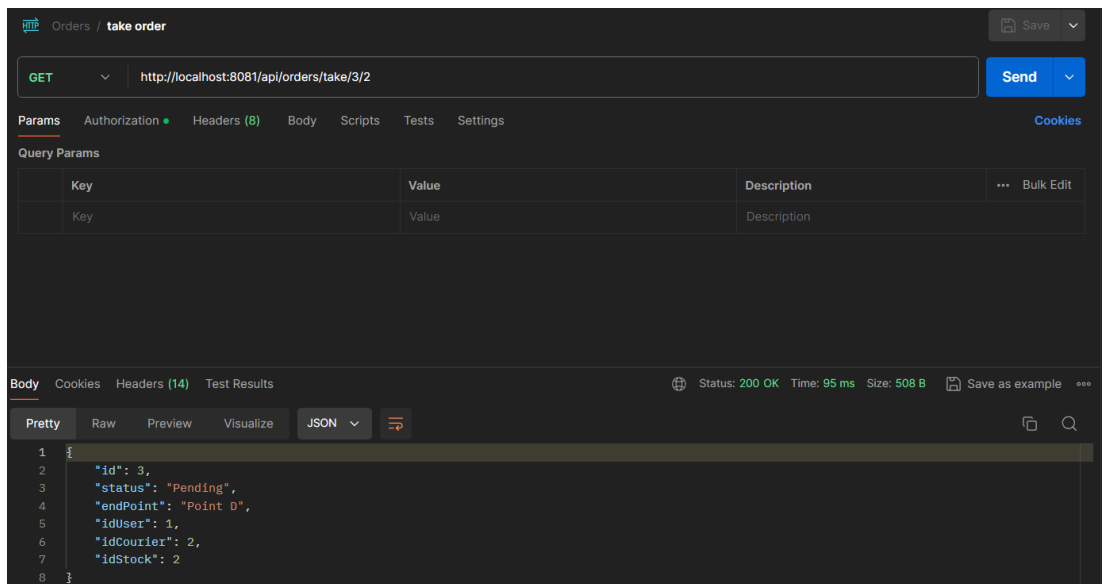 HTTP Orders / take order Save
GET http://localhost:8081/api/orders/take/3/2 Send
Params Authorization Headers (8) Body Scripts Tests Settings Cookies
Query Params
Key Value Description ••• Bulk Edit
Key Value Description
Body Cookies Headers (14) Test Results Status: 200 OK Time: 95 ms Size: 508 B Save as example
Pretty Raw Preview Visualize JSON
1 {
2 "id": 3,
3 "status": "Pending",
4 "endPoint": "Point D",
5 "idUser": 1,
6 "idCourier": 2,
7 "idStock": 2
8 }